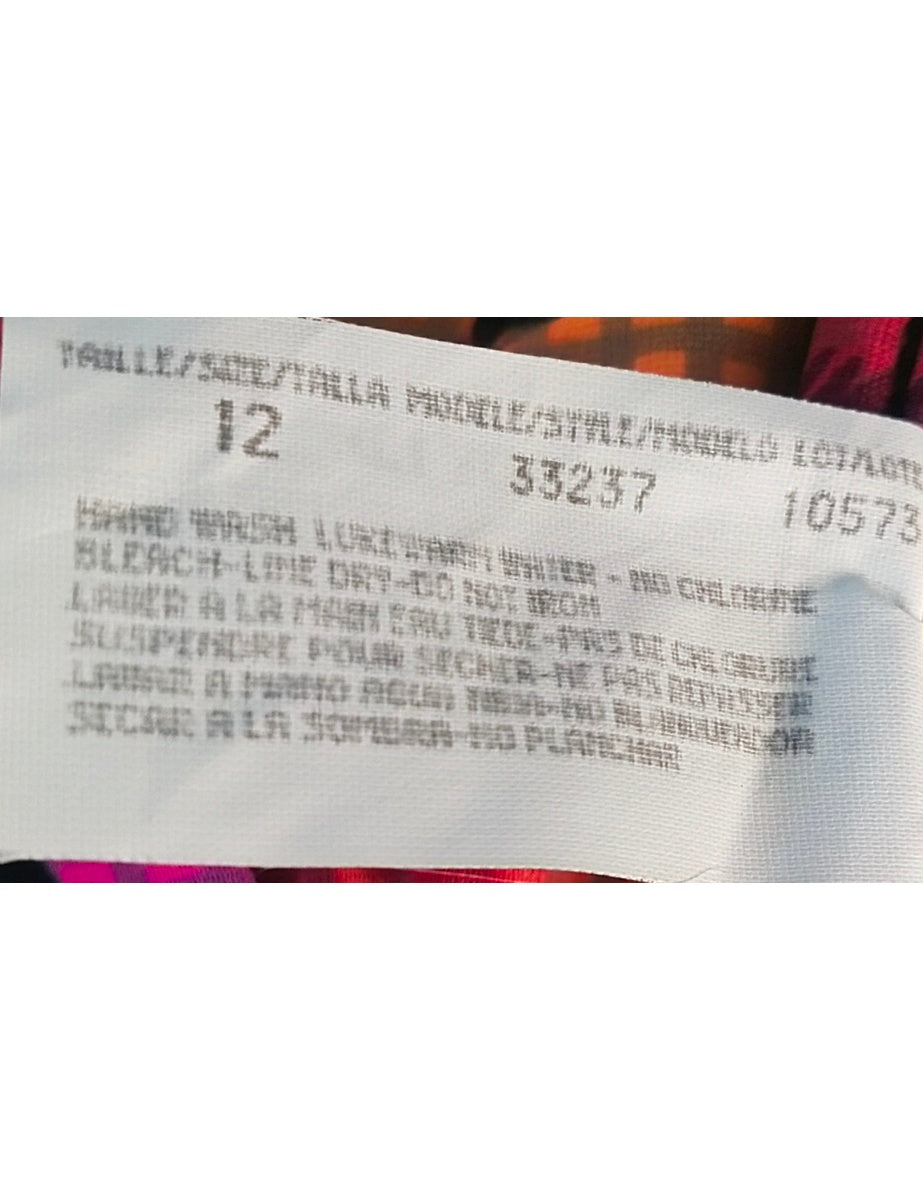 TAILLE/SIZE/TALLA MODELE/STYLE/MODELO LOT/LOTE
12 33237 10573
HAND WASH LUKEWARM WATER - NO CHLORINE
BLEACH-LINE DRY-DO NOT IRON
LAVER A LA MAIN EAU TIEDE-PAS DE CHLORURE
SUSPENDRE POUR SECHER-NE PAS REPASSER
LAVAR A MANO AGUA TIBIA-NO BLANQUEADOR
SECAR A LA SOMBRA-NO PLANCHAR